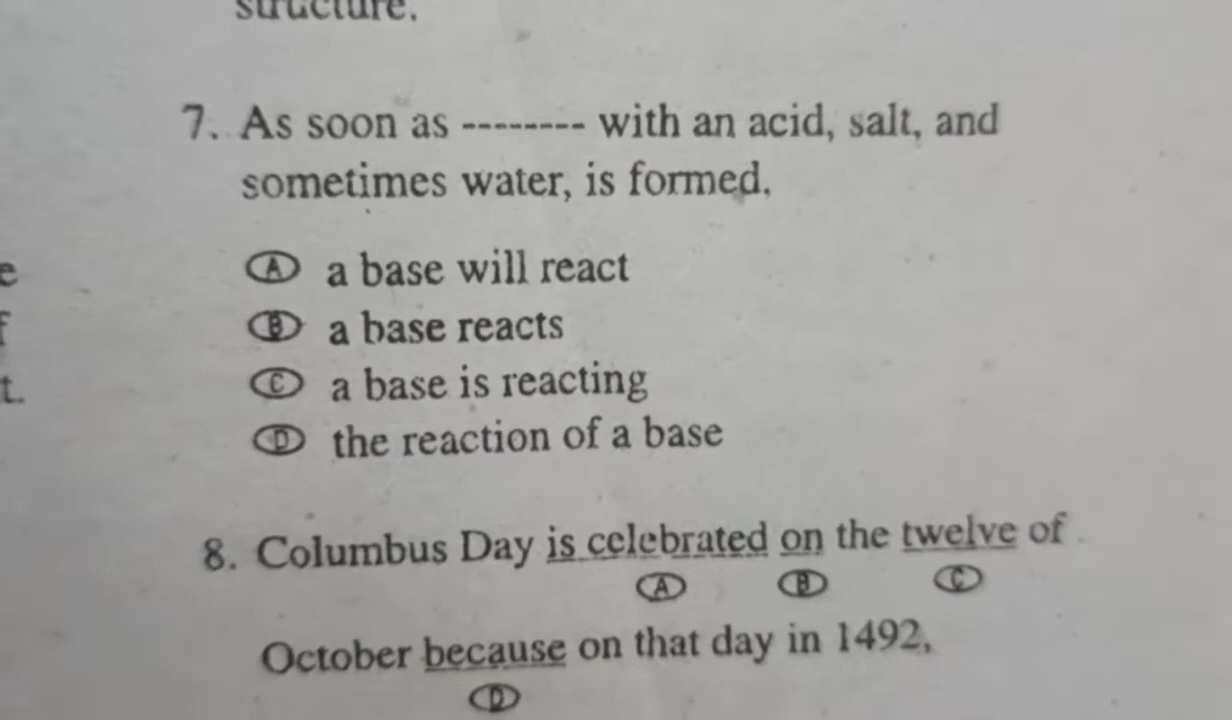 structure.
7. As soon as -------- with an acid, salt, and
sometimes water, is formed.
Ⓐ a base will react
Ⓑ a base reacts
Ⓒ a base is reacting
Ⓓ the reaction of a base
8. Columbus Day is celebrated on the twelve of
Ⓐ Ⓑ Ⓒ
October because on that day in 1492,
Ⓓ
e
f
t.